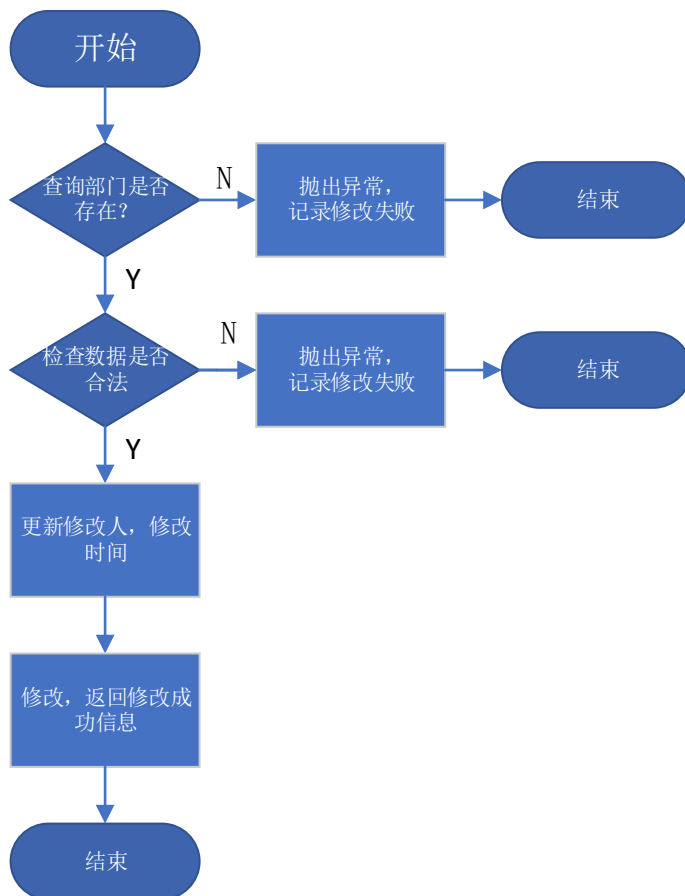 开始
查询部门是否
存在?
N
抛出异常，
记录修改失败
结束
Y
检查数据是否
合法
N
抛出异常，
记录修改失败
结束
Y
更新修改人，修改
时间
修改，返回修改成
功信息
结束